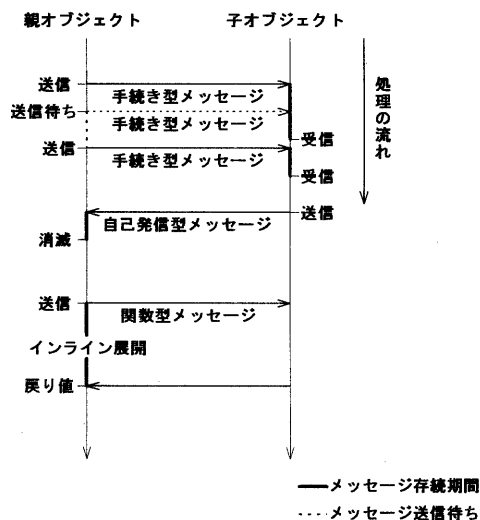 親オブジェクト 子オブジェクト
送信
手続き型メッセージ
送信待ち
手続き型メッセージ
受信
送信
手続き型メッセージ
受信
処理の流れ
送信
自己発信型メッセージ
消滅
送信
関数型メッセージ
インライン展開
戻り値
メッセージ存続期間
メッセージ送信待ち